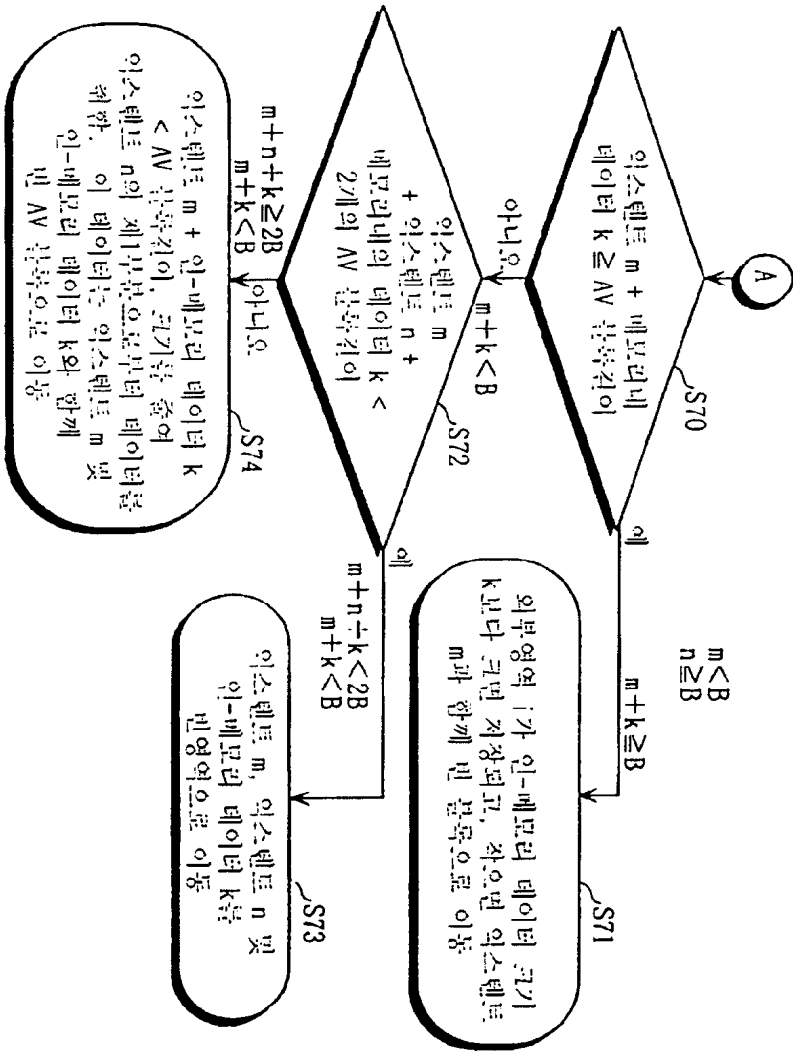 A
m<B
n≧B
익스텐트 m + 메모리내
데이터 k ≧ AV 블록길이
S70
예
m+k≧B
외부영역 i가 인-메모리 데이터 크기
k보다 크면 저장되고, 작으면 익스텐트
m과 함께 빈 블록으로 이동
S71
아니오
m+k<B
익스텐트 m
+ 익스텐트 n +
메모리내의 데이터 k <
2개의 AV 블록길이
S72
예
m+n+k<2B
m+k<B
익스텐트 m, 익스텐트 n 및
인-메모리 데이터 k를
빈영역으로 이동
S73
아니오
m+n+k≧2B
m+k<B
익스텐트 m + 인-메모리 데이터 k
< AV 블록길이, 크기를 줄여
익스텐트 n의 제1부분으로부터 데이터를
취함. 이 데이터는 익스텐트 m 및
인-메모리 데이터 k와 함께
빈 AV 블록으로 이동
S74